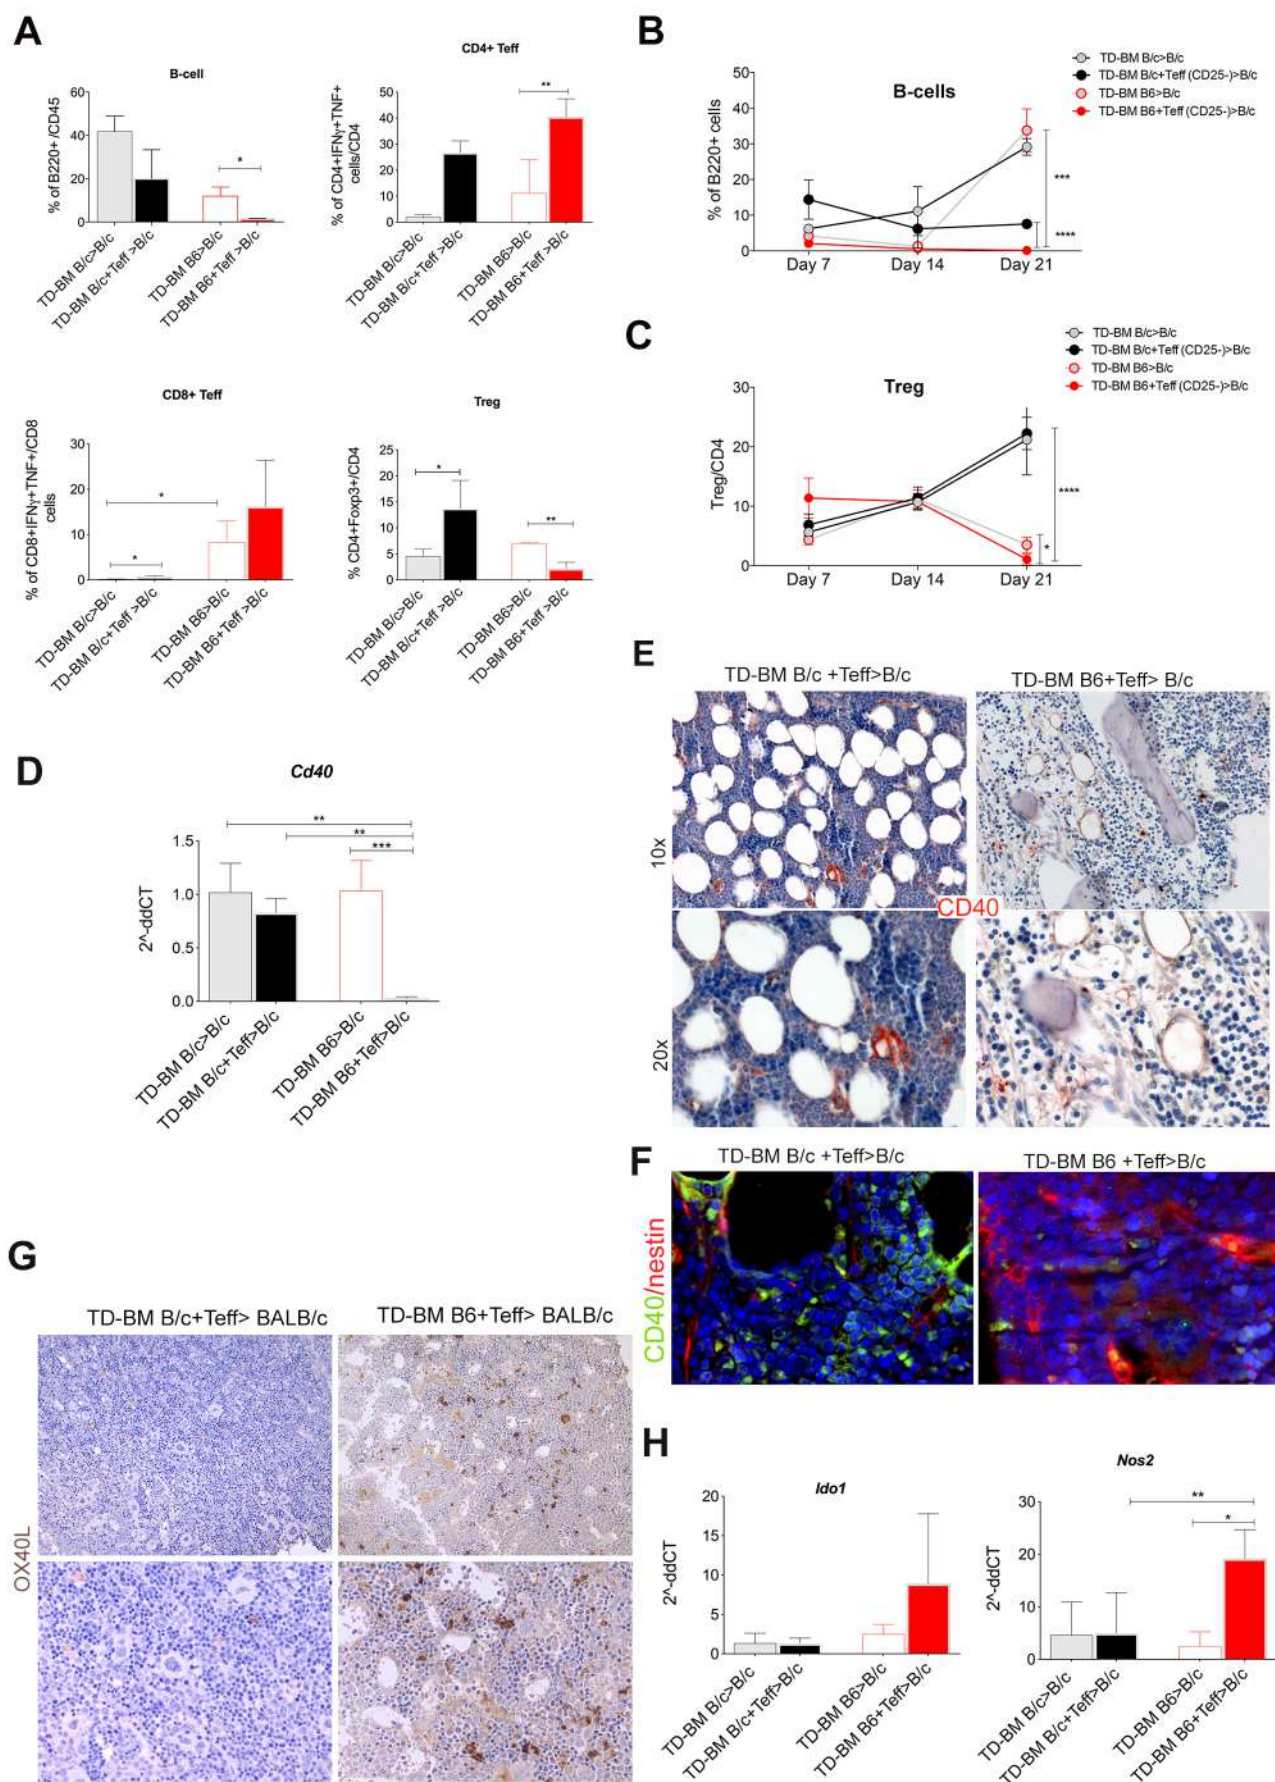 A
B-cell
% of B220+ /CD45
60
40
20
0
TD-BM B/c>B/c
TD-BM B/c+Teff >B/c
TD-BM B6>B/c
TD-BM B6+Teff >B/c
*
CD4+ Teff
% of CD4+IFNγ+TNF+
cells/CD4
50
40
30
20
10
0
TD-BM B/c>B/c
TD-BM B/c+Teff >B/c
TD-BM B6>B/c
TD-BM B6+Teff >B/c
**
CD8+ Teff
% of CD8+IFNγ+TNF+/CD8
cells
30
20
10
0
TD-BM B/c>B/c
TD-BM B/c+Teff >B/c
TD-BM B6>B/c
TD-BM B6+Teff >B/c
*
*
Treg
% CD4+Foxp3+/CD4
25
20
15
10
5
0
TD-BM B/c>B/c
TD-BM B/c+Teff >B/c
TD-BM B6>B/c
TD-BM B6+Teff >B/c
*
**
B
B-cells
% of B220+ cells
50
40
30
20
10
0
Day 7
Day 14
Day 21
***
****
TD-BM B/c>B/c
TD-BM B/c+Teff (CD25-)>B/c
TD-BM B6>B/c
TD-BM B6+Teff (CD25-)>B/c
C
Treg
Treg/CD4
30
20
10
0
Day 7
Day 14
Day 21
****
*
TD-BM B/c>B/c
TD-BM B/c+Teff (CD25-)>B/c
TD-BM B6>B/c
TD-BM B6+Teff (CD25-)>B/c
D
Cd40
2^-ddCT
1.5
1.0
0.5
0.0
TD-BM B/c>B/c
TD-BM B/c+Teff>B/c
TD-BM B6>B/c
TD-BM B6+Teff>B/c
**
**
***
E
TD-BM B/c +Teff>B/c
TD-BM B6+Teff> B/c
10x
CD40
20x
F
TD-BM B/c +Teff>B/c
TD-BM B6 +Teff>B/c
CD40/nestin
G
TD-BM B/c+Teff> BALB/c
TD-BM B6+Teff> BALB/c
OX40L
H
Ido1
2^-ddCT
20
15
10
5
0
TD-BM B/c>B/c
TD-BM B/c+Teff>B/c
TD-BM B6>B/c
TD-BM B6+Teff>B/c
Nos2
2^-ddCT
30
20
10
0
TD-BM B/c>B/c
TD-BM B/c+Teff>B/c
TD-BM B6>B/c
TD-BM B6+Teff>B/c
**
*